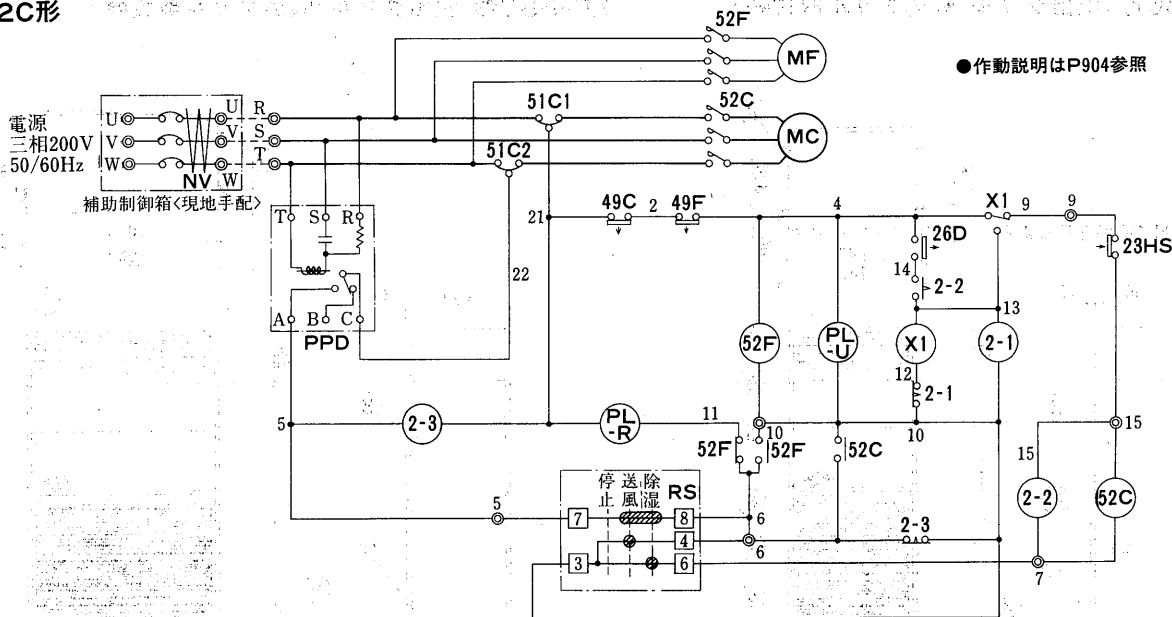 2C形
52F
MF
●作動説明はP904参照
電源
三相200V
50/60Hz
U
V
W
NV
U
V
W
R
S
T
補助制御箱<現地手配>
51C1
51C2
52C
MC
T
S
R
A
B
C
PPD
21
22
49C
2
49F
4
X1
9
9
26D
23HS
14
2-2
13
52F
PL
-U
X1
2-1
12
2-1
5
2-3
PL
-R
11
10
10
15
52F
52F
52C
15
停止
送風
除湿
RS
2-2
52C
5
7
8
6
2-3
4
6
3
6
7